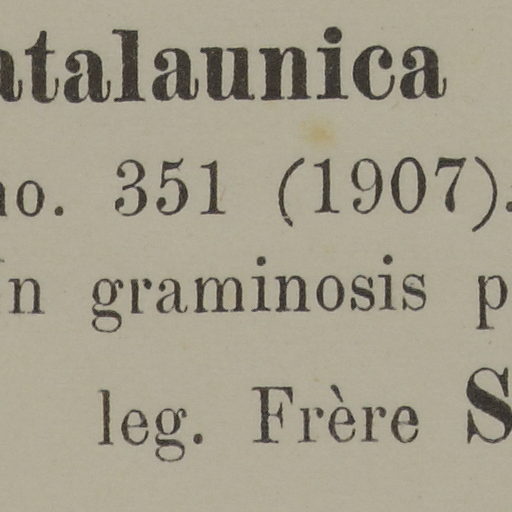 atalaunica
no. 351 (1907).
In graminosis p
leg. Frère S